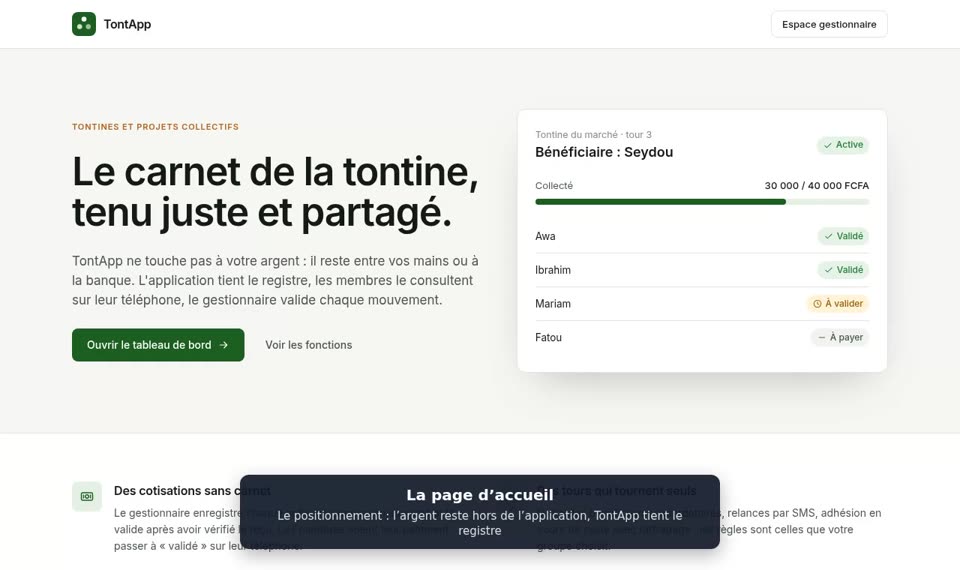 TontApp
Espace gestionnaire
TONTINES ET PROJETS COLLECTIFS
Le carnet de la tontine,
tenu juste et partagé.
TontApp ne touche pas à votre argent : il reste entre vos mains ou à
la banque. L'application tient le registre, les membres le consultent
sur leur téléphone, le gestionnaire valide chaque mouvement.
Ouvrir le tableau de bord →
Voir les fonctions
Tontine du marché · tour 3
Bénéficiaire : Seydou
Active
Collecté
30 000 / 40 000 FCFA
Awa
Validé
Ibrahim
Validé
Mariam
À valider
Fatou
À payer
Des cotisations sans carnet
Le gestionnaire enregistre
valide après avoir vérifié le
passer à « validé » sur leur téléphone.
tours qui tournent seuls
relances par SMS, adhésion en
règles sont celles que votre
groupe
La page d’accueil
Le positionnement : l’argent reste hors de l’application, TontApp tient le
registre